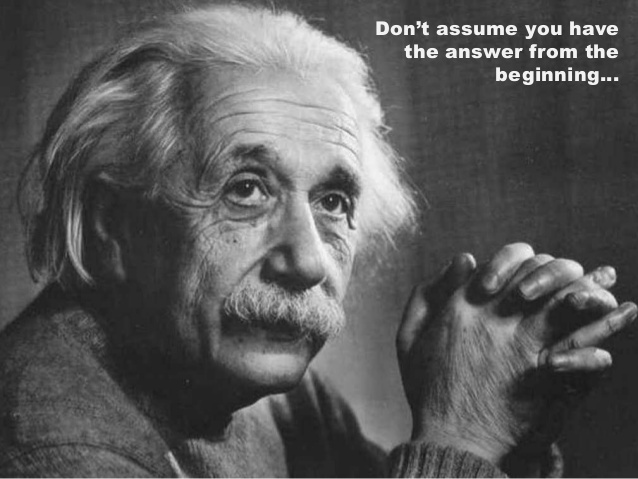 Don’t assume you have
the answer from the
beginning...